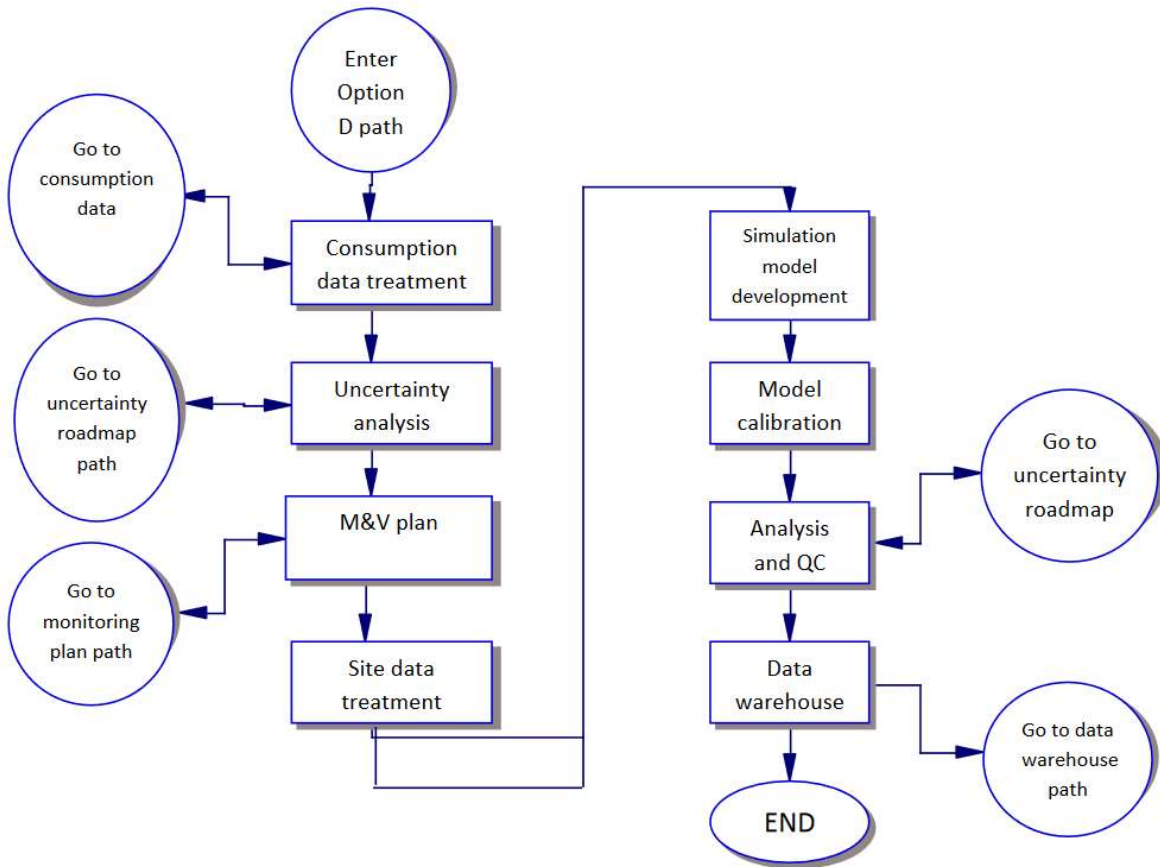 Enter
Option
D path
Go to
consumption
data
Consumption
data treatment
Go to
uncertainty
roadmap
path
Uncertainty
analysis
M&V plan
Go to
monitoring
plan path
Site data
treatment
Simulation
model
development
Model
calibration
Analysis
and QC
Go to
uncertainty
roadmap
Data
warehouse
Go to data
warehouse
path
END